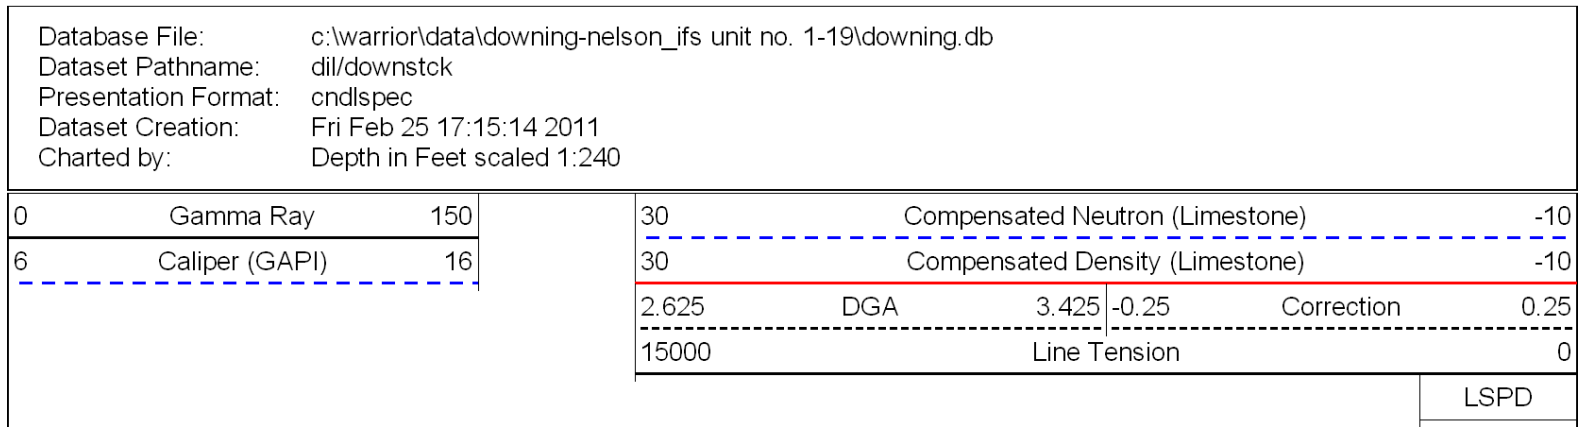 Database File: c:\warrior\data\downing-nelson_ifs unit no. 1-19\downing.db
Dataset Pathname: dil/downstck
Presentation Format: cndlspec
Dataset Creation: Fri Feb 25 17:15:14 2011
Charted by: Depth in Feet scaled 1:240
0 Gamma Ray 150 30 Compensated Neutron (Limestone) -10
6 Caliper (GAPI) 16 30 Compensated Density (Limestone) -10
2.625 DGA 3.425 -0.25 Correction 0.25
15000 Line Tension 0
LSPD